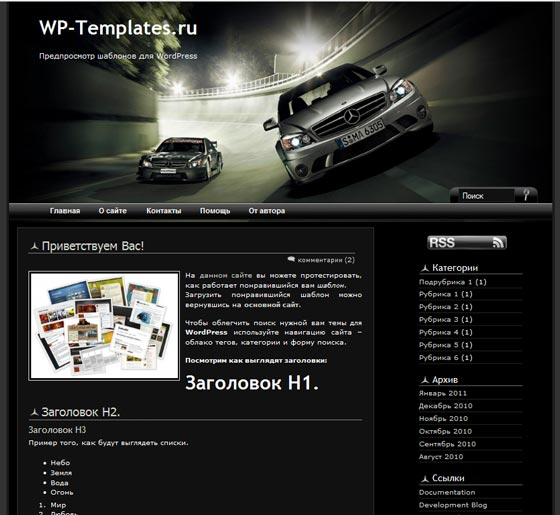 WP-Templates.ru
Предпросмотр шаблонов для WordPress
S:MΛ 6305
Поиск
?
Главная О сайте Контакты Помощь От автора
Приветствуем Вас!
комментарии (2)
На данном сайте вы можете протестировать,
как работает понравившийся вам шаблон.
Загрузить понравившийся шаблон можно
вернувшись на основной сайт.
Чтобы облегчить поиск нужной вам темы для
WordPress используйте навигацию сайта –
облако тегов, категории и форму поиска.
Посмотрим как выглядят заголовки:
Заголовок H1.
Заголовок H2.
Заголовок H3
Пример того, как будут выглядеть списки.
Небо
Земля
Вода
Огонь
1. Мир
2. Любовь
RSS
Категории
Подрубрика 1 (1)
Рубрика 1 (1)
Рубрика 2 (1)
Рубрика 3 (1)
Рубрика 4 (1)
Рубрика 5 (1)
Рубрика 6 (1)
Архив
Январь 2011
Декабрь 2010
Ноябрь 2010
Октябрь 2010
Сентябрь 2010
Август 2010
Ссылки
Documentation
Development Blog